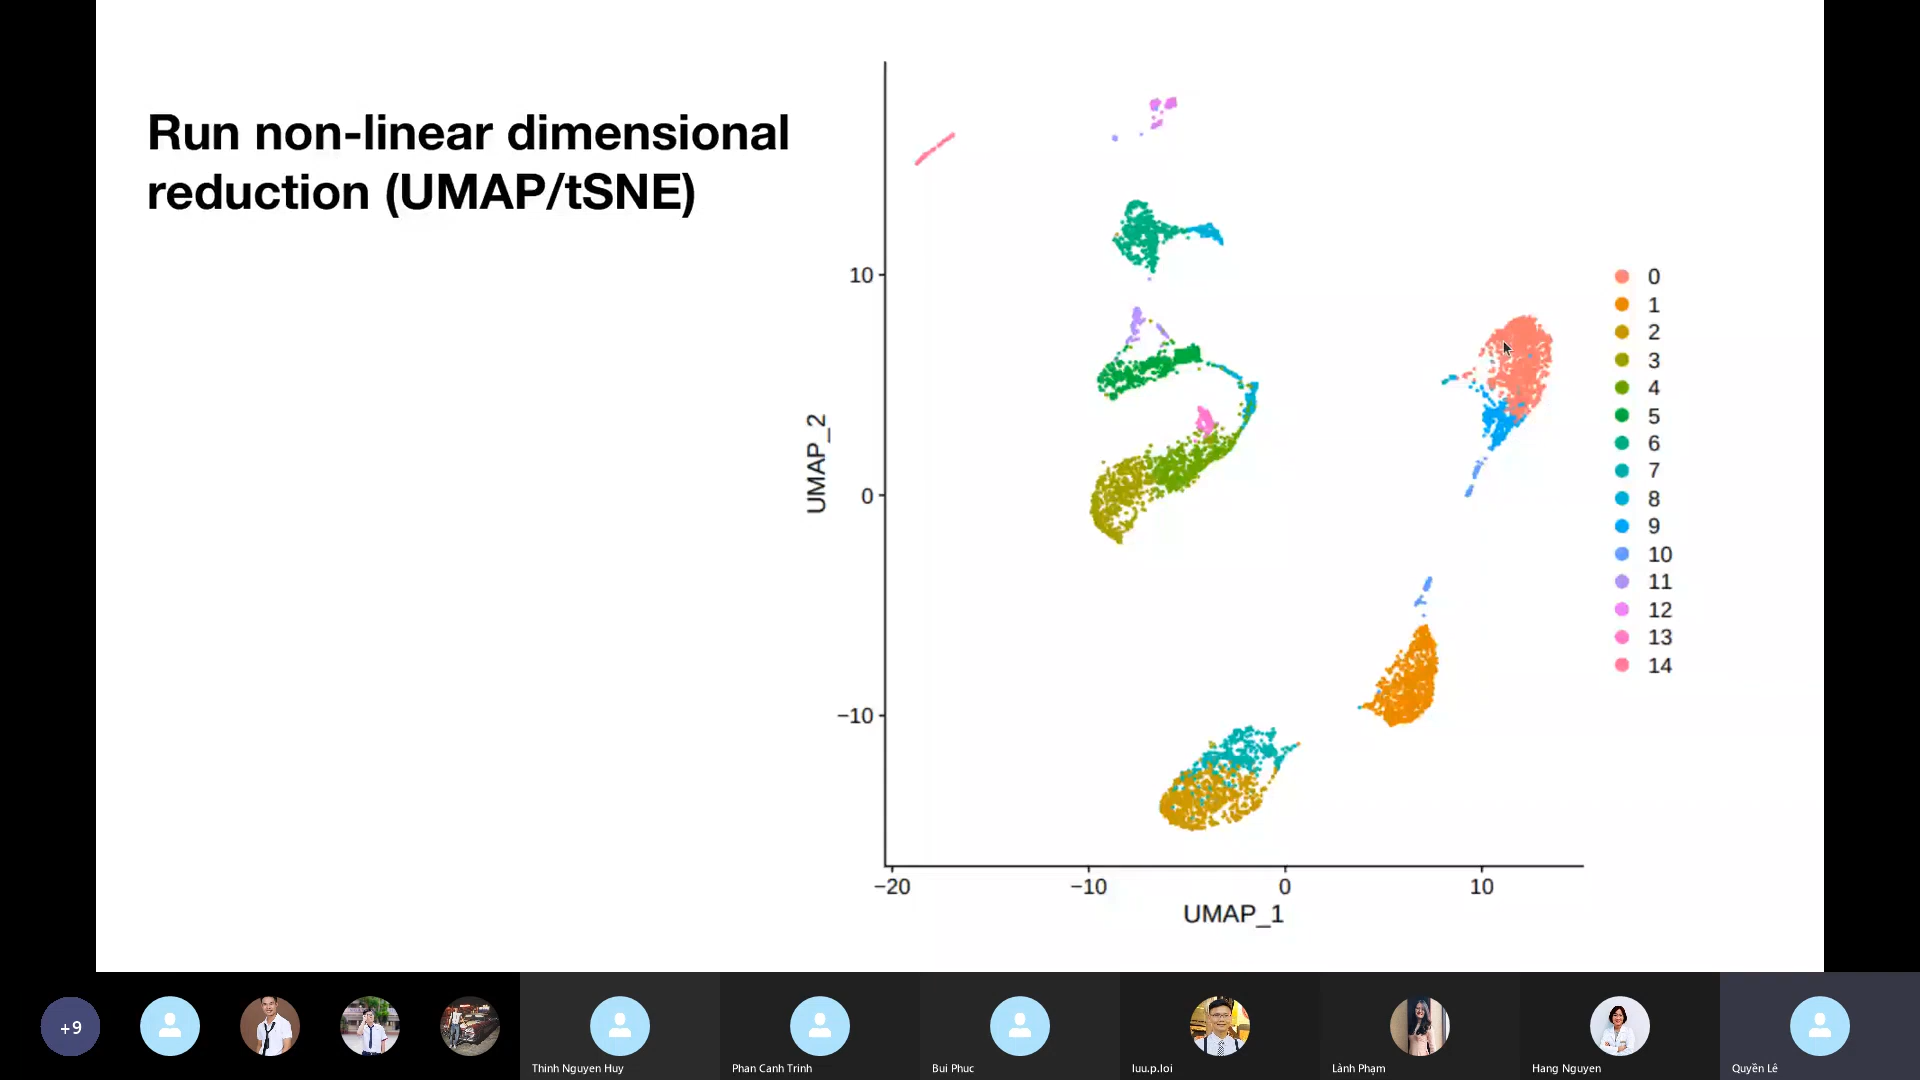 Run non-linear dimensional
reduction (UMAP/tSNE)
10
0
−10
UMAP_2
−20
−10
0
10
UMAP_1
0
1
2
3
4
5
6
7
8
9
10
11
12
13
14
+9
Thinh Nguyen Huy
Phan Canh Trinh
Bui Phuc
luu.p.loi
Lành Phạm
Hang Nguyen
Quyền Lê